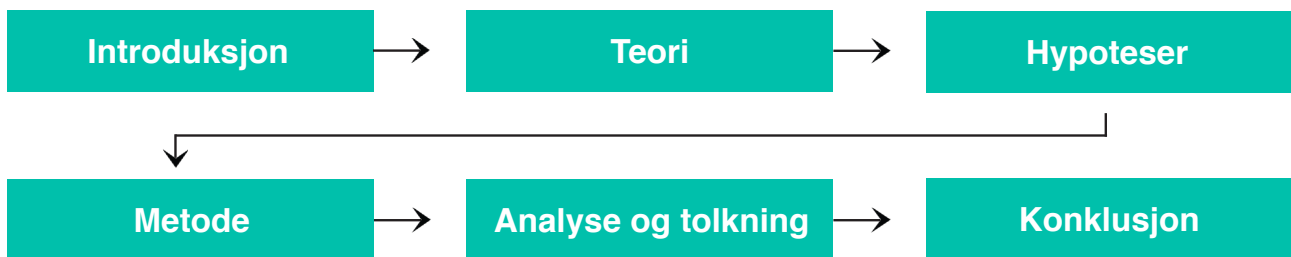 Introduksjon
Teori
Hypoteser
Metode
Analyse og tolkning
Konklusjon